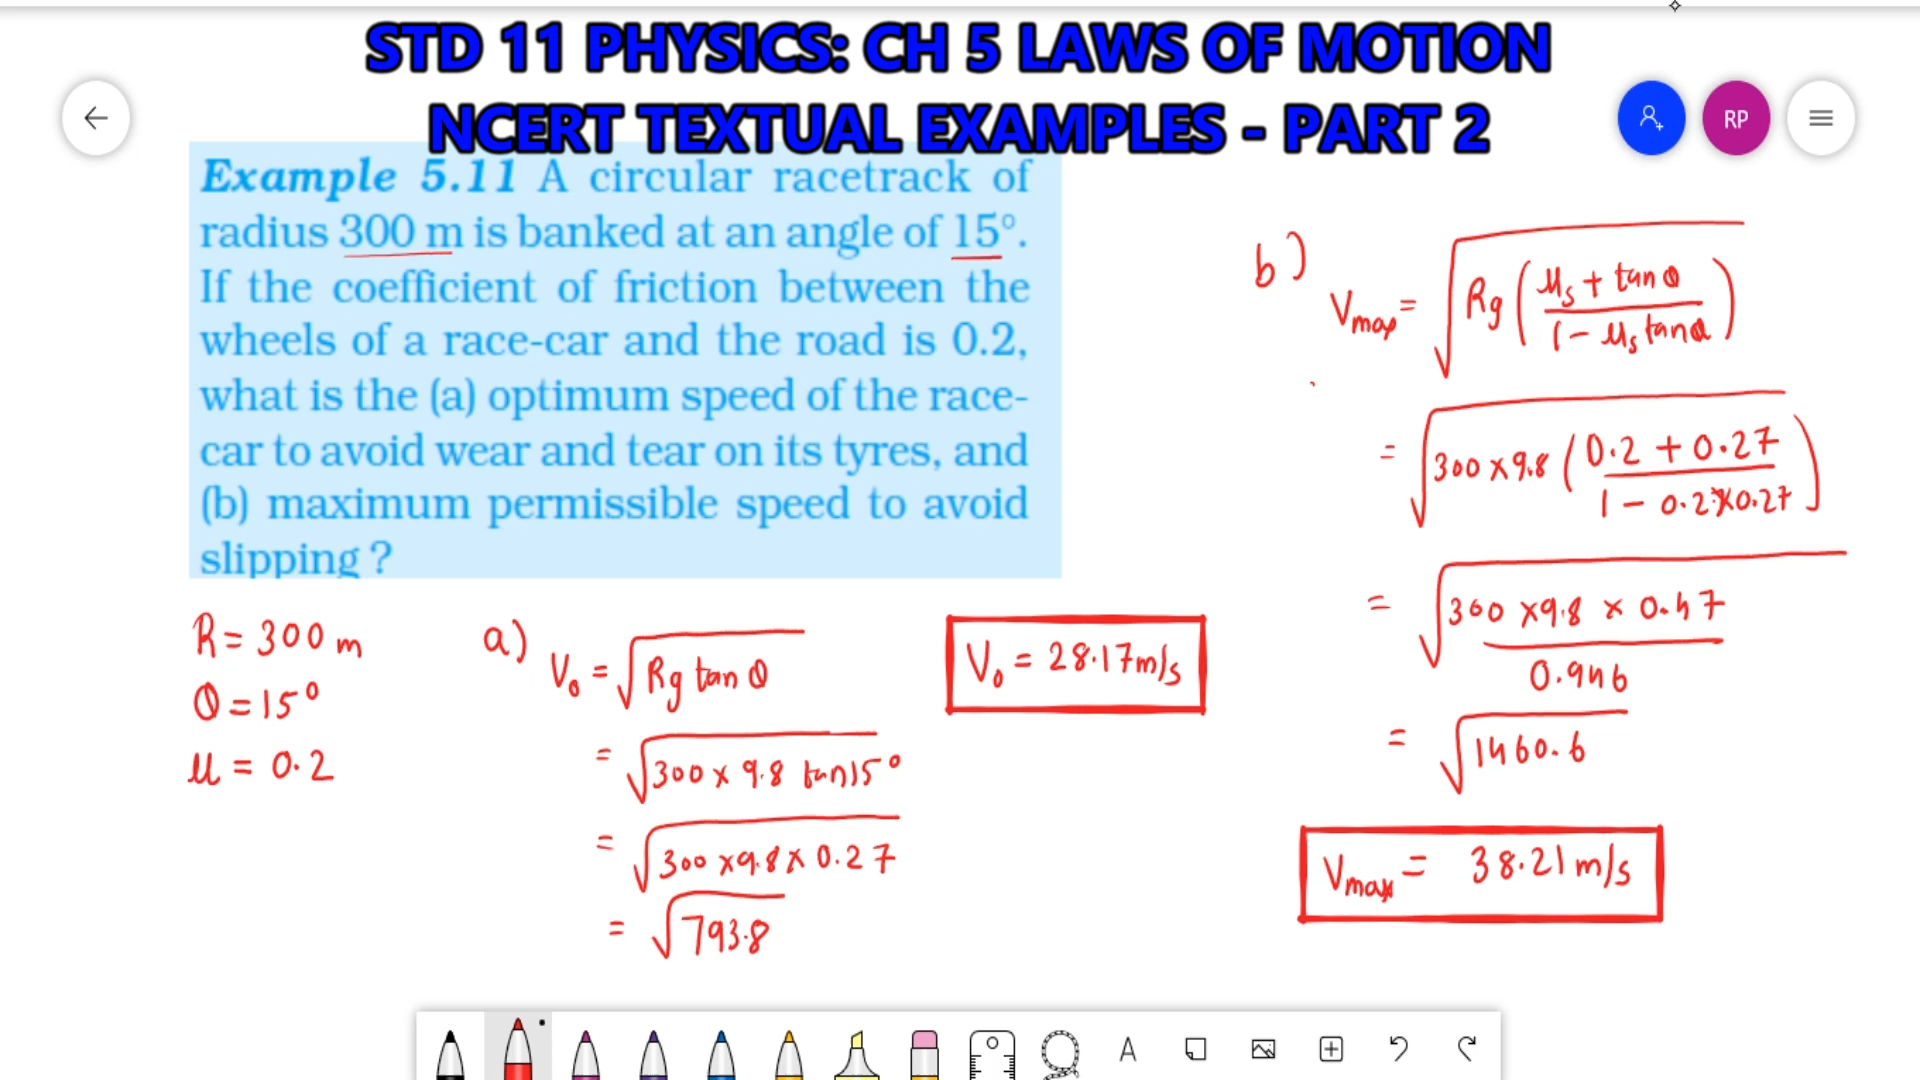 STD 11 PHYSICS: CH 5 LAWS OF MOTION
NCERT TEXTUAL EXAMPLES - PART 2
RP
Example 5.11 A circular racetrack of
radius 300 m is banked at an angle of 15°.
If the coefficient of friction between the
wheels of a race-car and the road is 0.2,
what is the (a) optimum speed of the race-
car to avoid wear and tear on its tyres, and
(b) maximum permissible speed to avoid
slipping ?
R = 300 m
θ = 15°
μ = 0.2
a)
V₀ = √(Rg tan θ)
= √(300 × 9.8 tan15°)
= √(300 × 9.8 × 0.27)
= √793.8
V₀ = 28.17 m/s
b)
Vmax = √(Rg ((μs + tan θ) / (1 - μs tan θ)))
= √(300 × 9.8 ((0.2 + 0.27) / (1 - 0.2 × 0.27)))
= √((300 × 9.8 × 0.47) / 0.946)
= √1460.6
Vmax = 38.21 m/s
A